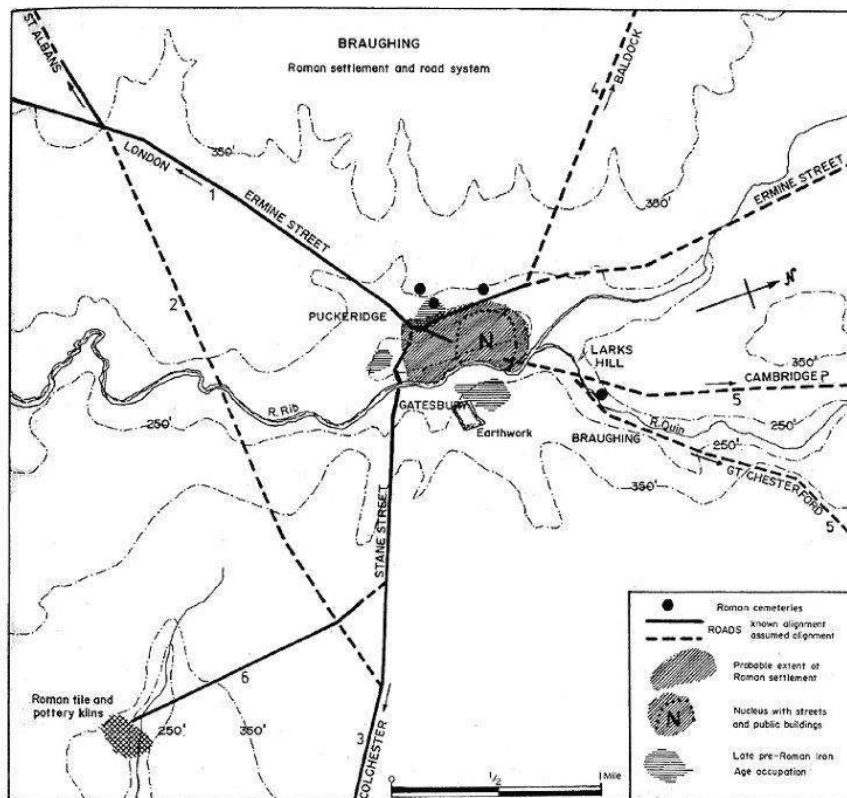 BRAUGHING
Roman settlement and road system
ST ALBANS
LONDON
1
ERMINE STREET
350'
4
BALDOCK
350'
ERMINE STREET
N
2
PUCKERIDGE
N
LARKS
HILL
350'
CAMBRIDGE ?
5
R. Rib
250'
GATESBURY
Earthwork
R.Quin
250'
BRAUGHING
250'
350'
GT CHESTERFORD
5
STANE STREET
6
Roman tile and
pottery kilns
250'
350'
3
COLCHESTER
0
1/2
1 Mile
Roman cemeteries
ROADS
known alignment
assumed alignment
Probable extent of
Roman settlement
N
Nucleus with streets
and public buildings
Late pre-Roman Iron
Age occupation